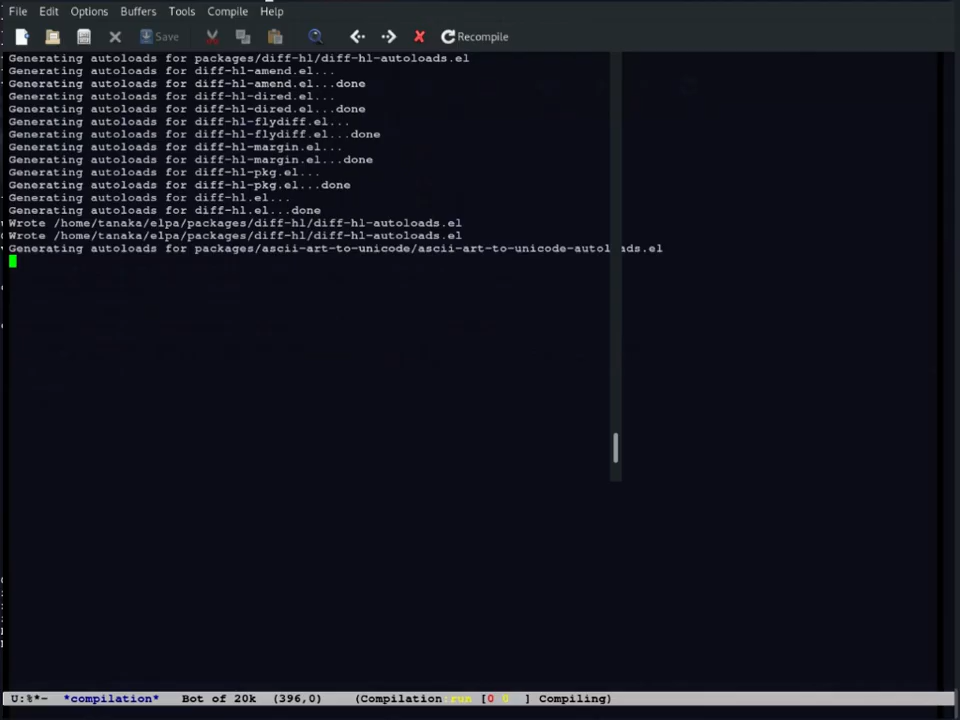 File Edit Options Buffers Tools Compile Help
Save Recompile
Generating autoloads for packages/diff-hl/diff-hl-autoloads.el
Generating autoloads for diff-hl-amend.el...
Generating autoloads for diff-hl-amend.el...done
Generating autoloads for diff-hl-dired.el...
Generating autoloads for diff-hl-dired.el...done
Generating autoloads for diff-hl-flydiff.el...
Generating autoloads for diff-hl-flydiff.el...done
Generating autoloads for diff-hl-margin.el...
Generating autoloads for diff-hl-margin.el...done
Generating autoloads for diff-hl-pkg.el...
Generating autoloads for diff-hl-pkg.el...done
Generating autoloads for diff-hl.el...
Generating autoloads for diff-hl.el...done
Wrote /home/tanaka/elpa/packages/diff-hl/diff-hl-autoloads.el
Wrote /home/tanaka/elpa/packages/diff-hl/diff-hl-autoloads.el
Generating autoloads for packages/ascii-art-to-unicode/ascii-art-to-unicode-autoloads.el
U:%*- *compilation* Bot of 20k (396,0) (Compilation:run [0 0 ] Compiling)